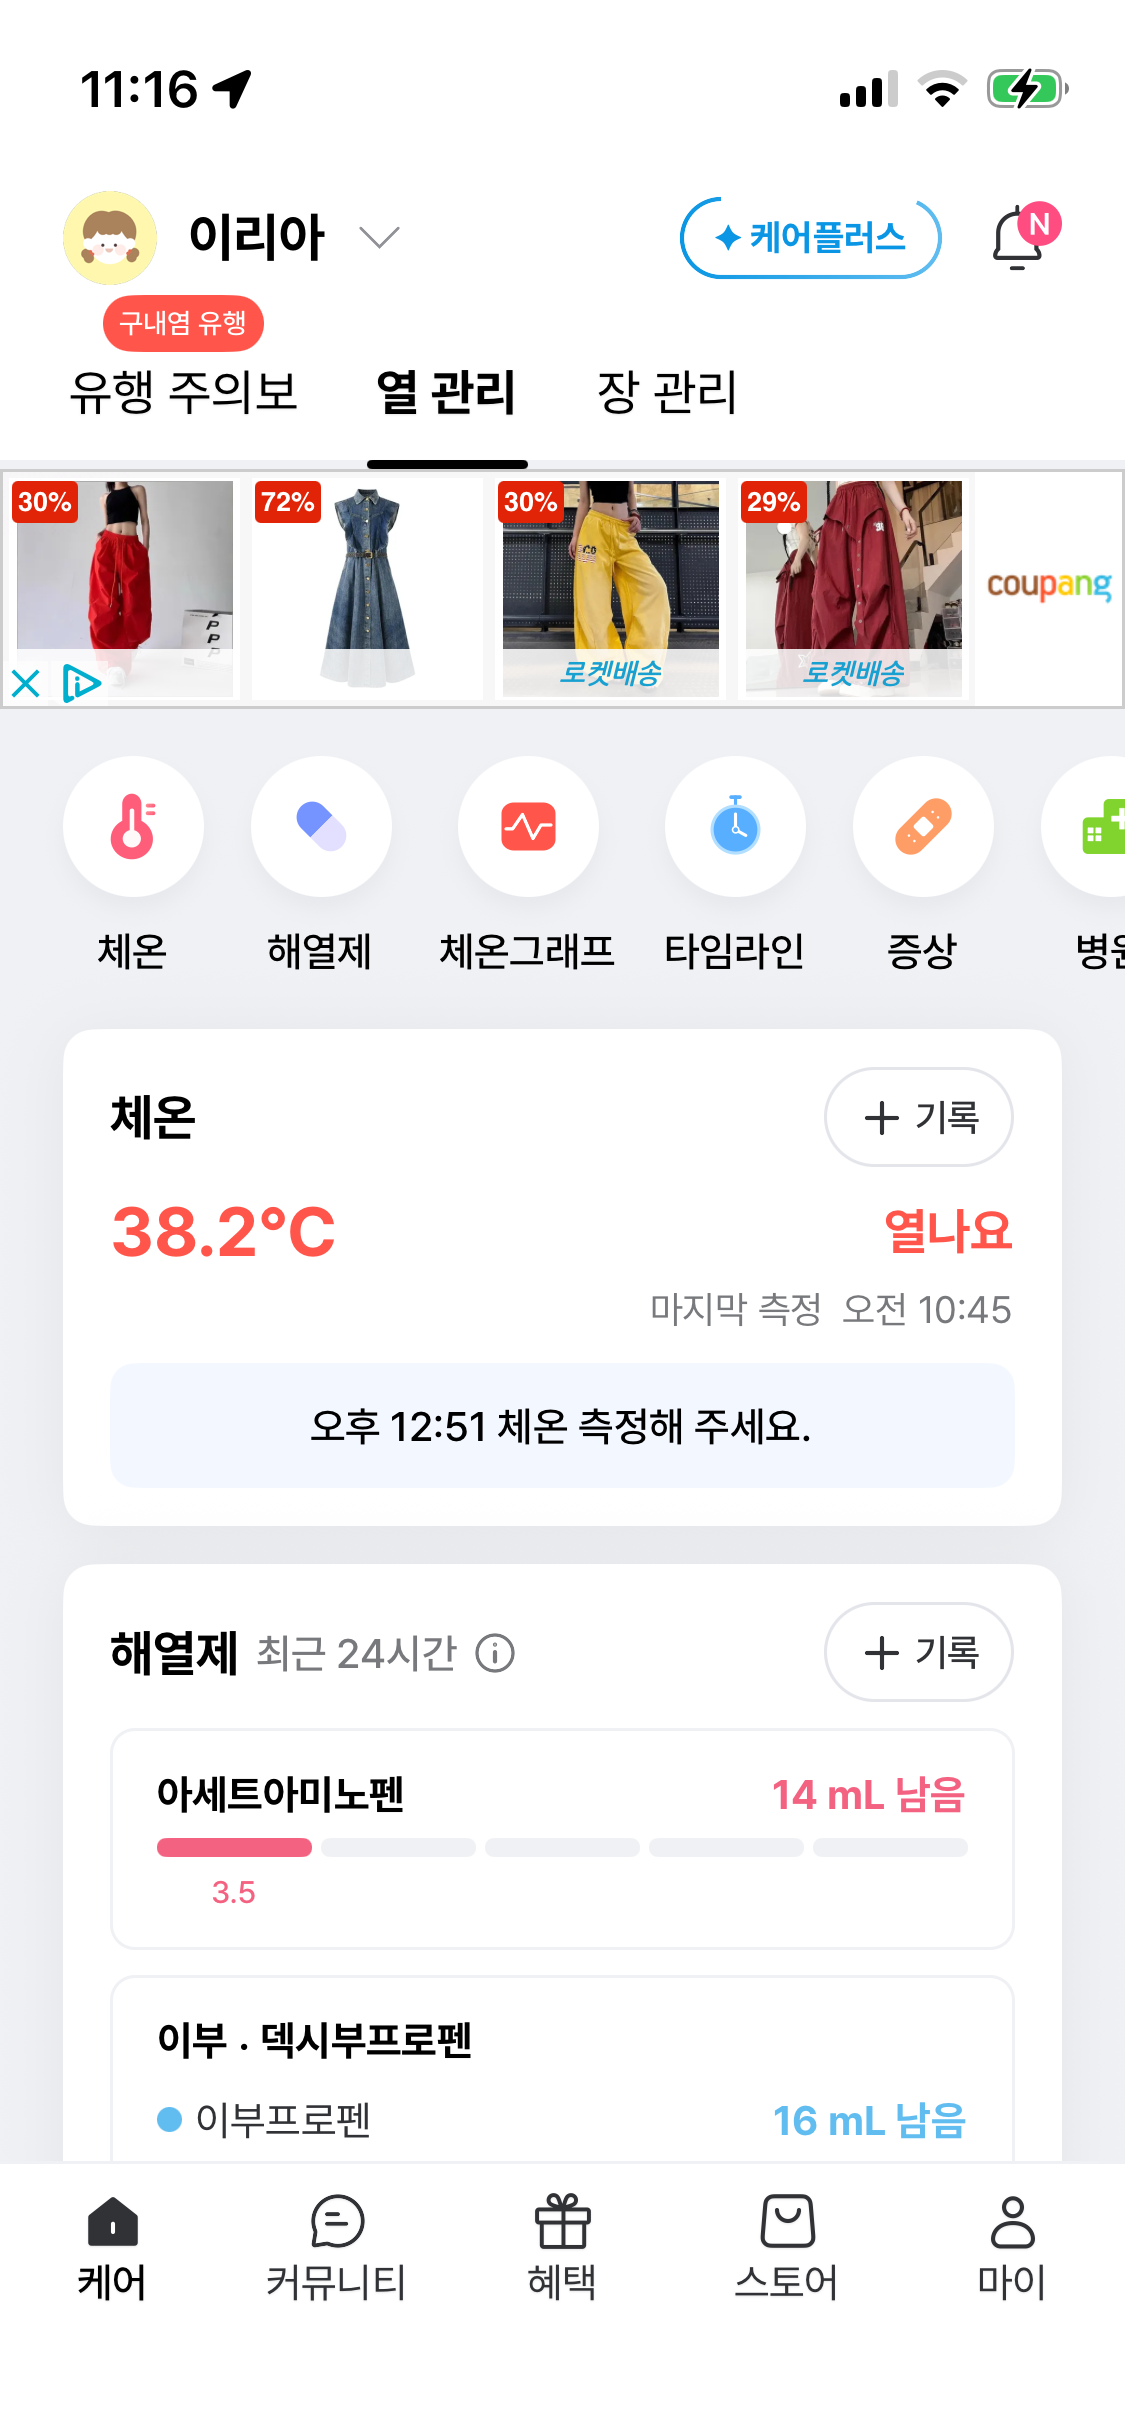 11:16
이리아
케어플러스
N
구내염 유행
유행 주의보
열 관리
장 관리
30%
72%
30%
29%
로켓배송
로켓배송
coupang
체온
해열제
체온그래프
타임라인
증상
체온
+ 기록
38.2°C
열나요
마지막 측정 오전 10:45
오후 12:51 체온 측정해 주세요.
해열제 최근 24시간
+ 기록
아세트아미노펜
14 mL 남음
3.5
이부 · 덱시부프로펜
이부프로펜
16 mL 남음
케어
커뮤니티
혜택
스토어
마이